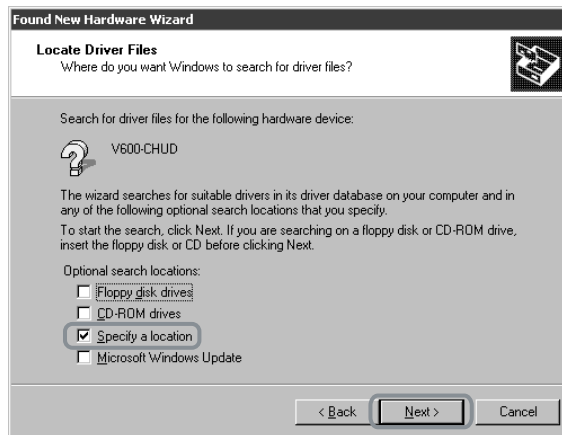 Found New Hardware Wizard
Locate Driver Files
Where do you want Windows to search for driver files?
Search for driver files for the following hardware device:
V600-CHUD
The wizard searches for suitable drivers in its driver database on your computer and in
any of the following optional search locations that you specify.
To start the search, click Next. If you are searching on a floppy disk or CD-ROM drive,
insert the floppy disk or CD before clicking Next.
Optional search locations:
Floppy disk drives
CD-ROM drives
Specify a location
Microsoft Windows Update
< Back Next > Cancel